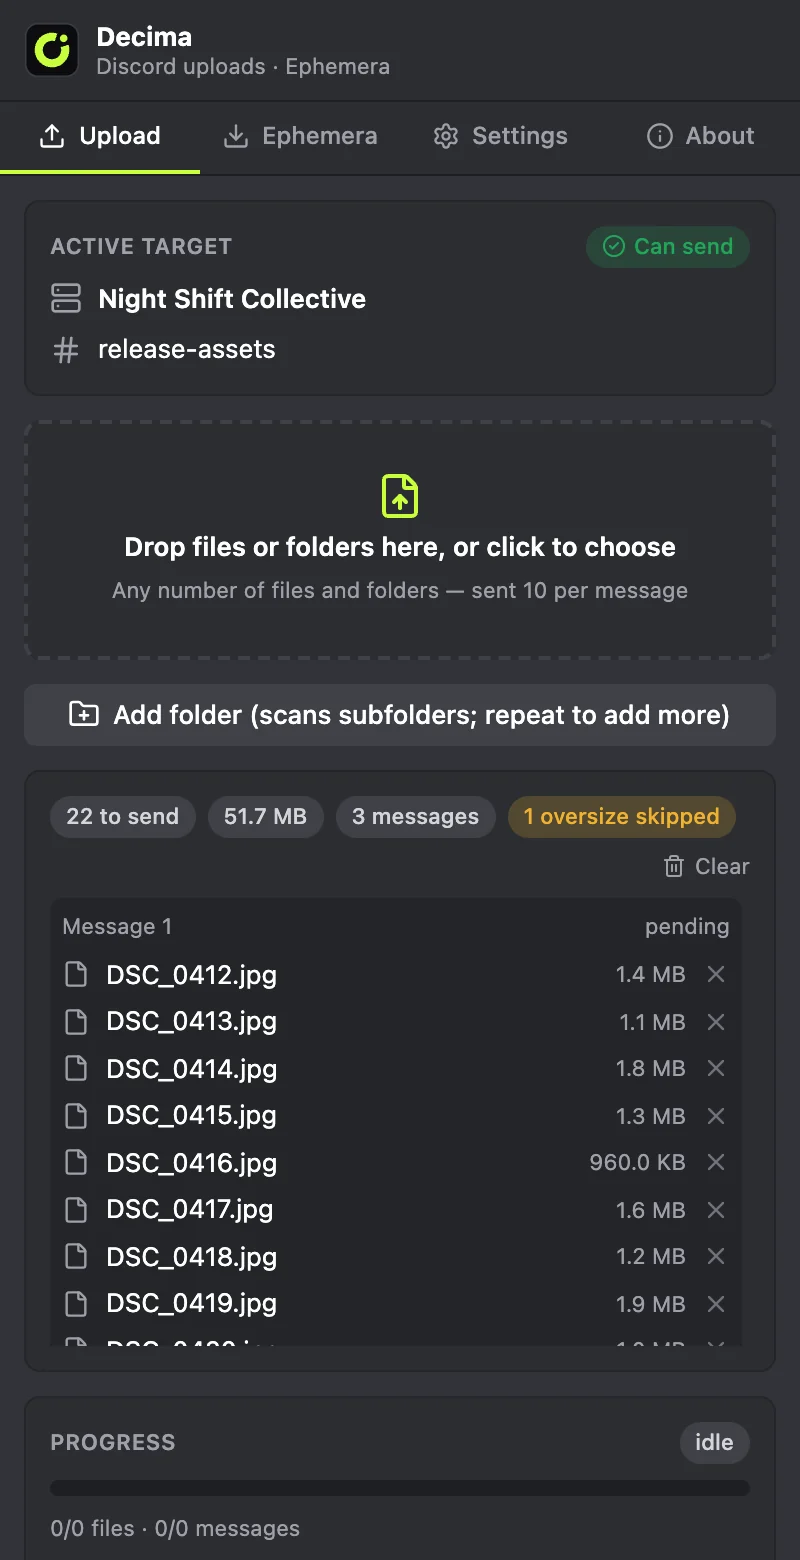 Decima
Discord uploads · Ephemera
Upload
Ephemera
Settings
About
ACTIVE TARGET
Can send
Night Shift Collective
release-assets
Drop files or folders here, or click to choose
Any number of files and folders — sent 10 per message
Add folder (scans subfolders; repeat to add more)
22 to send
51.7 MB
3 messages
1 oversize skipped
Clear
Message 1
pending
DSC_0412.jpg 1.4 MB
DSC_0413.jpg 1.1 MB
DSC_0414.jpg 1.8 MB
DSC_0415.jpg 1.3 MB
DSC_0416.jpg 960.0 KB
DSC_0417.jpg 1.6 MB
DSC_0418.jpg 1.2 MB
DSC_0419.jpg 1.9 MB
PROGRESS
idle
0/0 files · 0/0 messages